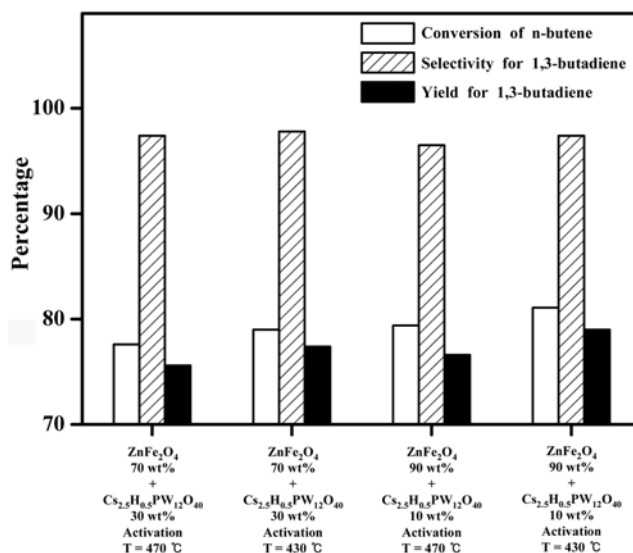 Conversion of n-butene
Selectivity for 1,3-butadiene
Yield for 1,3-butadiene
Percentage
100
90
80
70
ZnFe₂O₄
70 wt%
+
Cs₂.₅H₀.₅PW₁₂O₄₀
30 wt%
Activation
T = 470 ℃
ZnFe₂O₄
70 wt%
+
Cs₂.₅H₀.₅PW₁₂O₄₀
30 wt%
Activation
T = 430 ℃
ZnFe₂O₄
90 wt%
+
Cs₂.₅H₀.₅PW₁₂O₄₀
10 wt%
Activation
T = 470 ℃
ZnFe₂O₄
90 wt%
+
Cs₂.₅H₀.₅PW₁₂O₄₀
10 wt%
Activation
T = 430 ℃